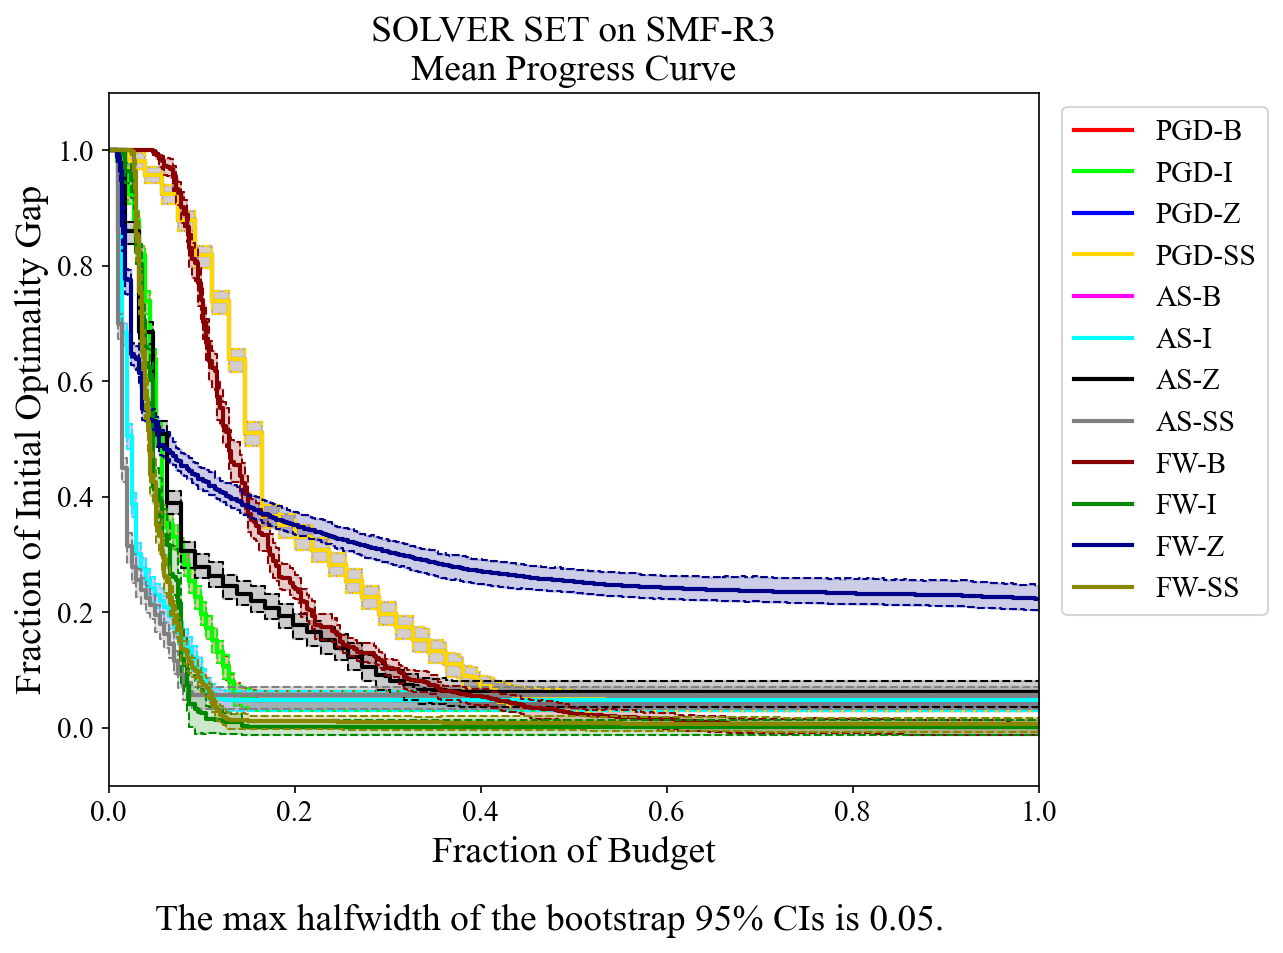 SOLVER SET on SMF-R3
Mean Progress Curve
Fraction of Initial Optimality Gap
1.0
0.8
0.6
0.4
0.2
0.0
0.0 0.2 0.4 0.6 0.8 1.0
Fraction of Budget
PGD-B
PGD-I
PGD-Z
PGD-SS
AS-B
AS-I
AS-Z
AS-SS
FW-B
FW-I
FW-Z
FW-SS
The max halfwidth of the bootstrap 95% CIs is 0.05.